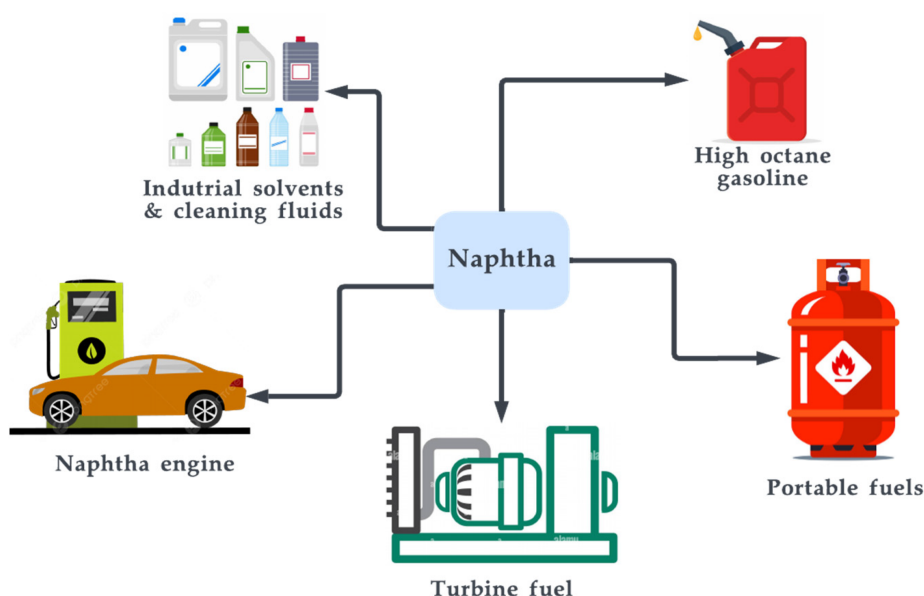 Indutrial solvents
& cleaning fluids
High octane
gasoline
Naphtha
Naphtha engine
Portable fuels
Turbine fuel